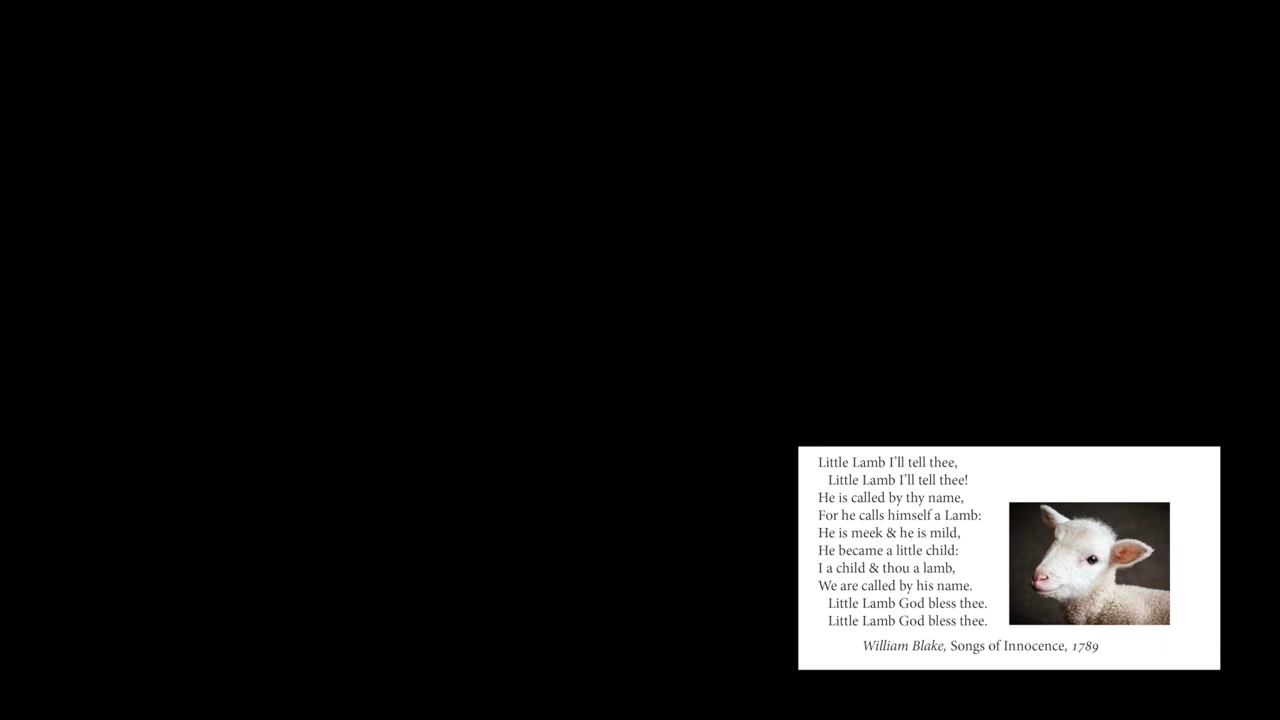 Little Lamb I'll tell thee,
Little Lamb I'll tell thee!
He is called by thy name,
For he calls himself a Lamb:
He is meek & he is mild,
He became a little child:
I a child & thou a lamb,
We are called by his name.
Little Lamb God bless thee.
Little Lamb God bless thee.
William Blake, Songs of Innocence, 1789